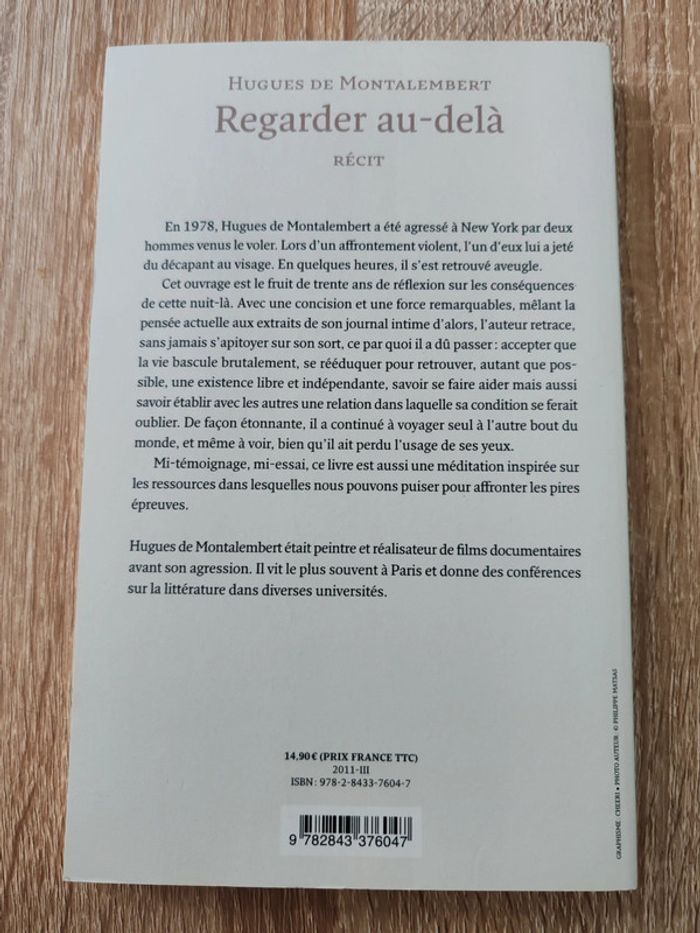 HUGUES DE MONTALEMBERT
Regarder au-delà
RÉCIT
En 1978, Hugues de Montalembert a été agressé à New York par deux
hommes venus le voler. Lors d'un affrontement violent, l'un d'eux lui a jeté
du décapant au visage. En quelques heures, il s'est retrouvé aveugle.
Cet ouvrage est le fruit de trente ans de réflexion sur les conséquences
de cette nuit-là. Avec une concision et une force remarquables, mêlant la
pensée actuelle aux extraits de son journal intime d'alors, l'auteur retrace,
sans jamais s'apitoyer sur son sort, ce par quoi il a dû passer : accepter que
la vie bascule brutalement, se rééduquer pour retrouver, autant que pos-
sible, une existence libre et indépendante, savoir se faire aider mais aussi
savoir établir avec les autres une relation dans laquelle sa condition se ferait
oublier. De façon étonnante, il a continué à voyager seul à l'autre bout du
monde, et même à voir, bien qu'il ait perdu l'usage de ses yeux.
Mi-témoignage, mi-essai, ce livre est aussi une méditation inspirée sur
les ressources dans lesquelles nous pouvons puiser pour affronter les pires
épreuves.
Hugues de Montalembert était peintre et réalisateur de films documentaires
avant son agression. Il vit le plus souvent à Paris et donne des conférences
sur la littérature dans diverses universités.
14,90 € (PRIX FRANCE TTC)
2011-III
ISBN : 978-2-8433-7604-7
9 782843 376047
GRAPHISME : CHEERI • PHOTO AUTEUR : © PHILIPPE MATSAS